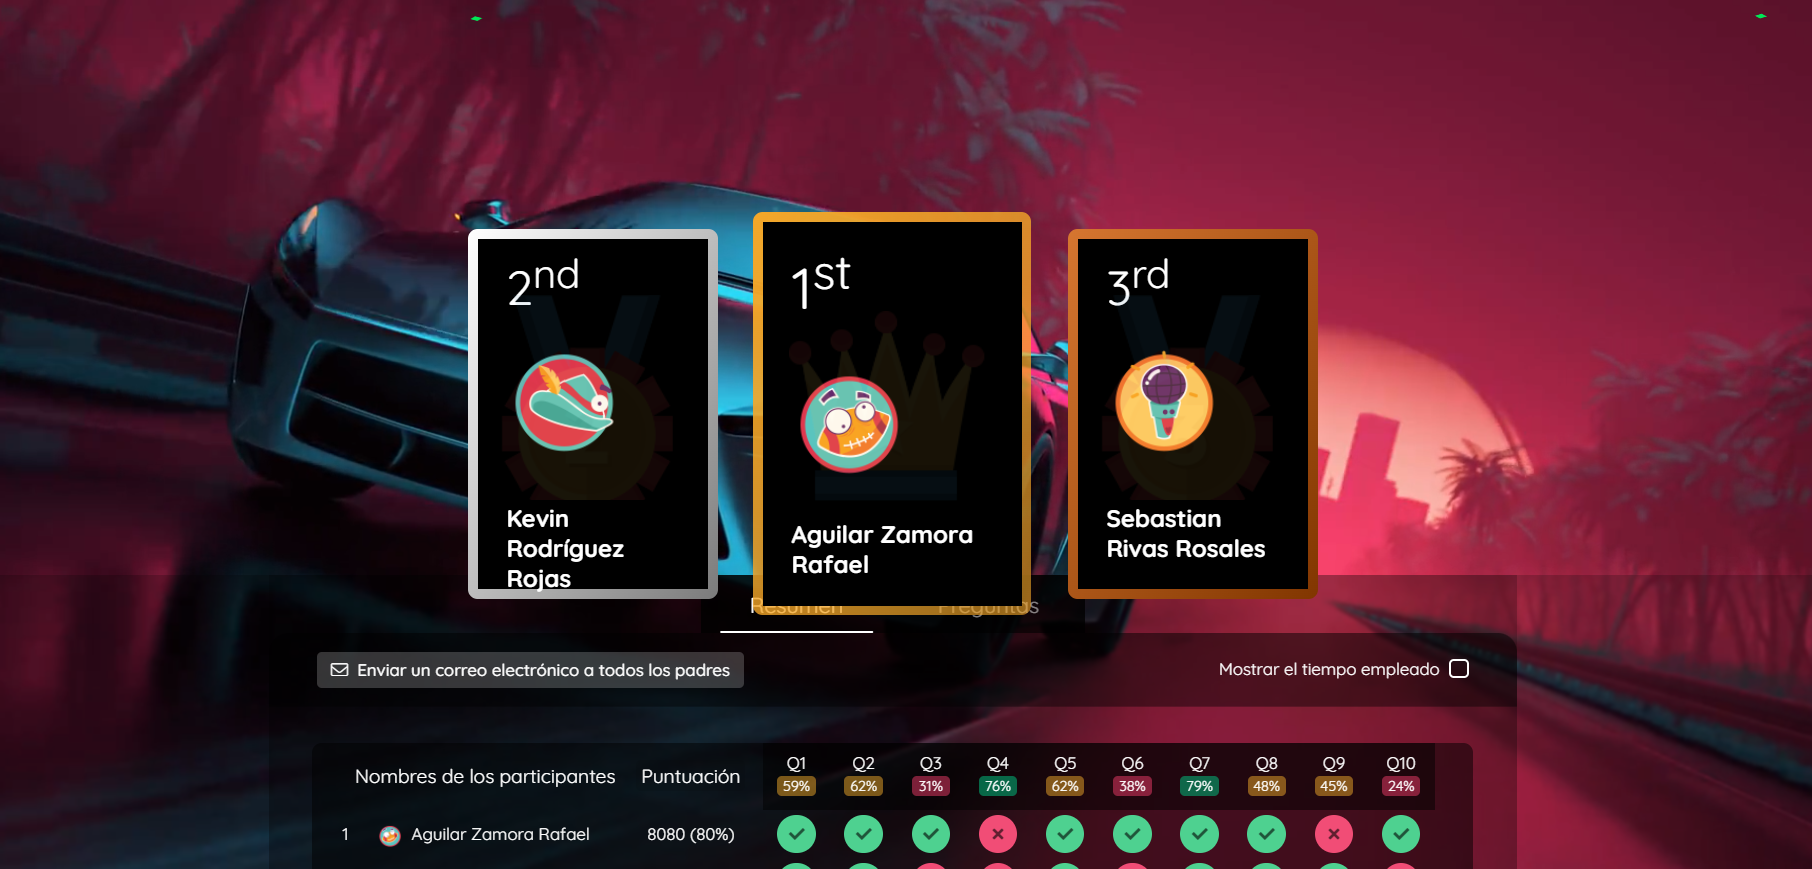 2nd
1st
3rd
Kevin
Rodríguez
Rojas
Aguilar Zamora
Rafael
Sebastian
Rivas Rosales
Resumen
Preguntas
Enviar un correo electrónico a todos los padres
Mostrar el tiempo empleado
Nombres de los participantes Puntuación Q1 Q2 Q3 Q4 Q5 Q6 Q7 Q8 Q9 Q10
59% 62% 31% 76% 62% 38% 79% 48% 45% 24%
1 Aguilar Zamora Rafael 8080 (80%)